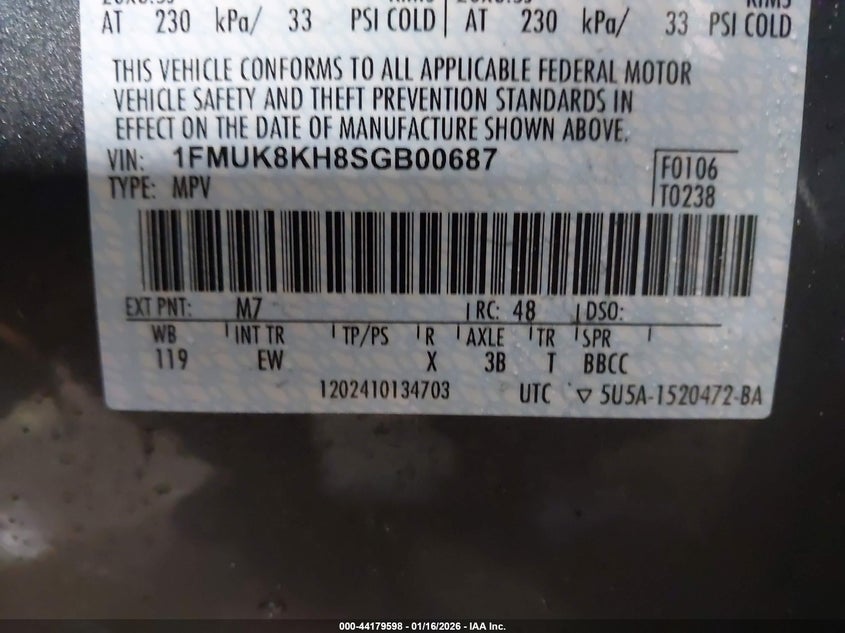 AT 230 kPa/ 33 PSI COLD AT 230 kPa/ 33 PSI COLD
THIS VEHICLE CONFORMS TO ALL APPLICABLE FEDERAL MOTOR
VEHICLE SAFETY AND THEFT PREVENTION STANDARDS IN
EFFECT ON THE DATE OF MANUFACTURE SHOWN ABOVE.
VIN: 1FMUK8KH8SGB00687
F0106
TYPE: MPV
T0238
EXT PNT: M7 RC: 48 DSO:
WB INT TR TP/PS R AXLE TR SPR
119 EW X 3B T BBCC
1202410134703 UTC ▽ 5U5A-1520472-BA
000-44179598 - 01/16/2026 - IAA Inc.